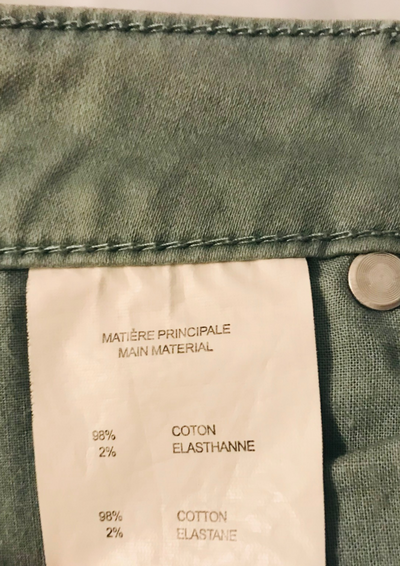 MATIÈRE PRINCIPALE
MAIN MATERIAL
98% COTON
2% ELASTHANNE
98% COTTON
2% ELASTANE